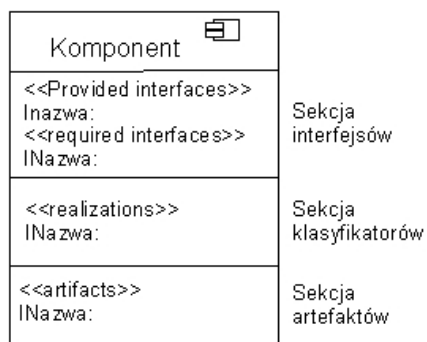 Komponent
<<Provided interfaces>>
Inazwa:
<<required interfaces>>
INazwa:
Sekcja
interfejsów
<<realizations>>
INazwa:
Sekcja
klasyfikatorów
<<artifacts>>
INazwa:
Sekcja
artefaktów